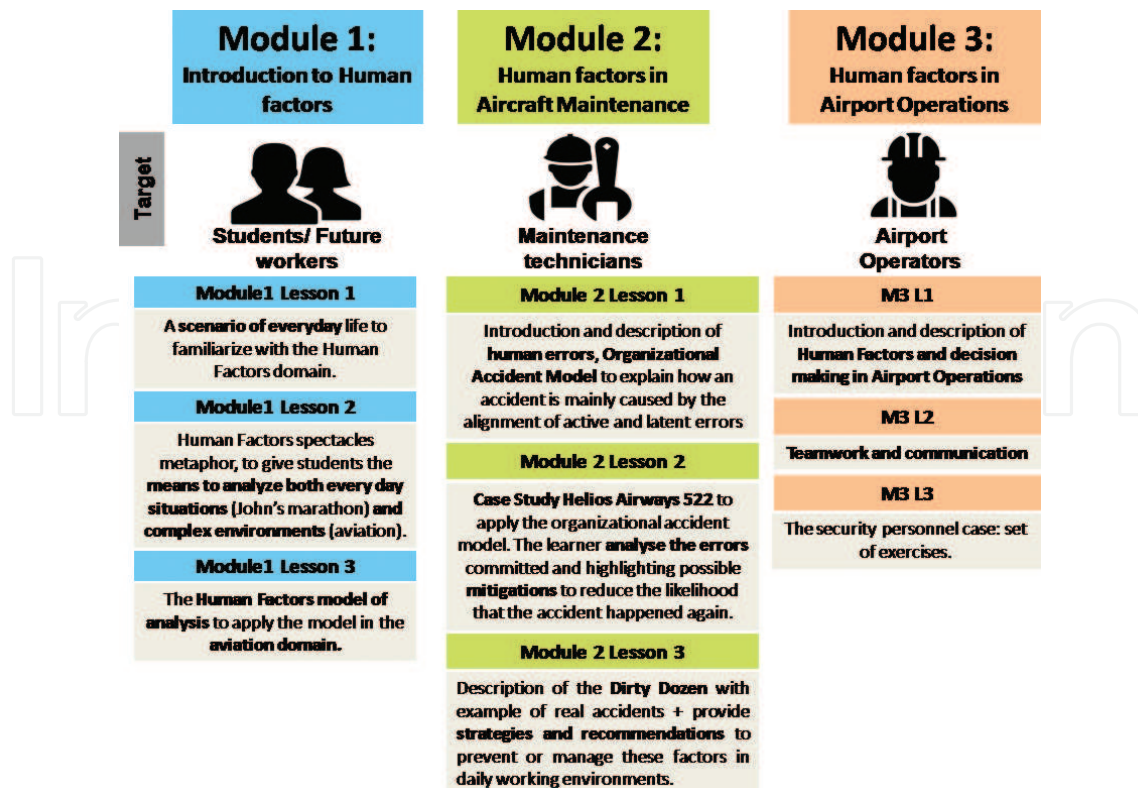 Module 1:
Introduction to Human
factors
Module 2:
Human factors in
Aircraft Maintenance
Module 3:
Human factors in
Airport Operations
Target
Students/ Future
workers
Maintenance
technicians
Airport
Operators
Module1 Lesson 1
A scenario of everyday life to
familiarize with the Human
Factors domain.
Module1 Lesson 2
Human Factors spectacles
metaphor, to give students the
means to analyze both every day
situations (John's marathon) and
complex environments (aviation).
Module1 Lesson 3
The Human Factors model of
analysis to apply the model in the
aviation domain.
Module 2 Lesson 1
Introduction and description of
human errors, Organizational
Accident Model to explain how an
accident is mainly caused by the
alignment of active and latent errors
Module 2 Lesson 2
Case Study Helios Airways 522 to
apply the organizational accident
model. The learner analyse the errors
committed and highlighting possible
mitigations to reduce the likelihood
that the accident happened again.
Module 2 Lesson 3
Description of the Dirty Dozen with
example of real accidents + provide
strategies and recommendations to
prevent or manage these factors in
daily working environments.
M3 L1
Introduction and description of
Human Factors and decision
making in Airport Operations
M3 L2
Teamwork and communication
M3 L3
The security personnel case: set
of exercises.